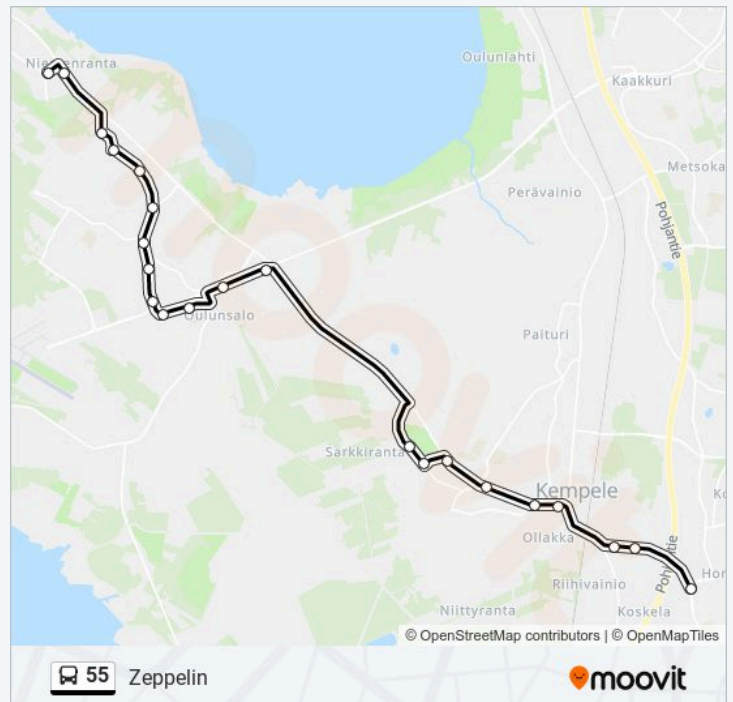 Oulunlahti
Kaakkuri
Metsoka
Perävainio
Pohjantie
Oulunsalo
Paituri
Sarkkiranta
Kempele
Ollakka
Riihivainio
Hor
Niittyranta
Koskela
© OpenStreetMap contributors | © OpenMapTiles
55 Zeppelin
moovit